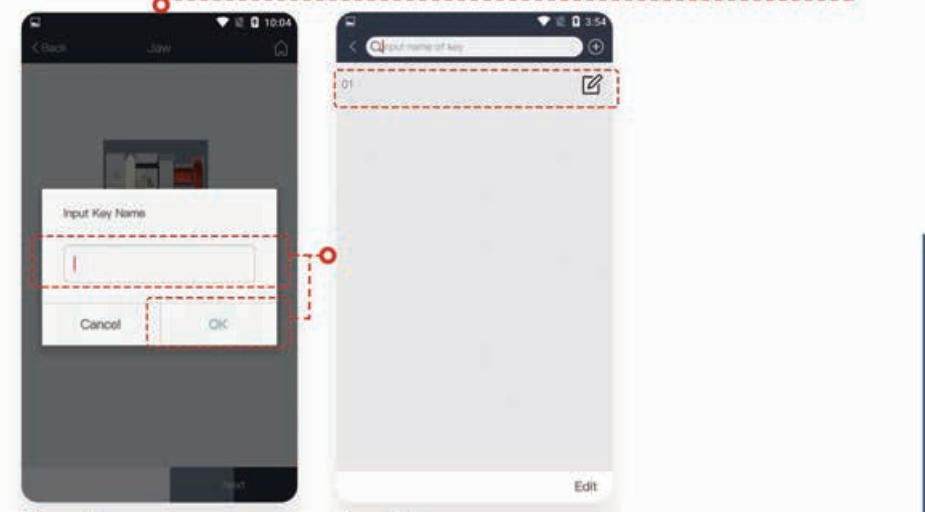 10:04
Back Jaw
Input Key Name
Cancel OK
Next
3:54
Input name of key
01
Edit